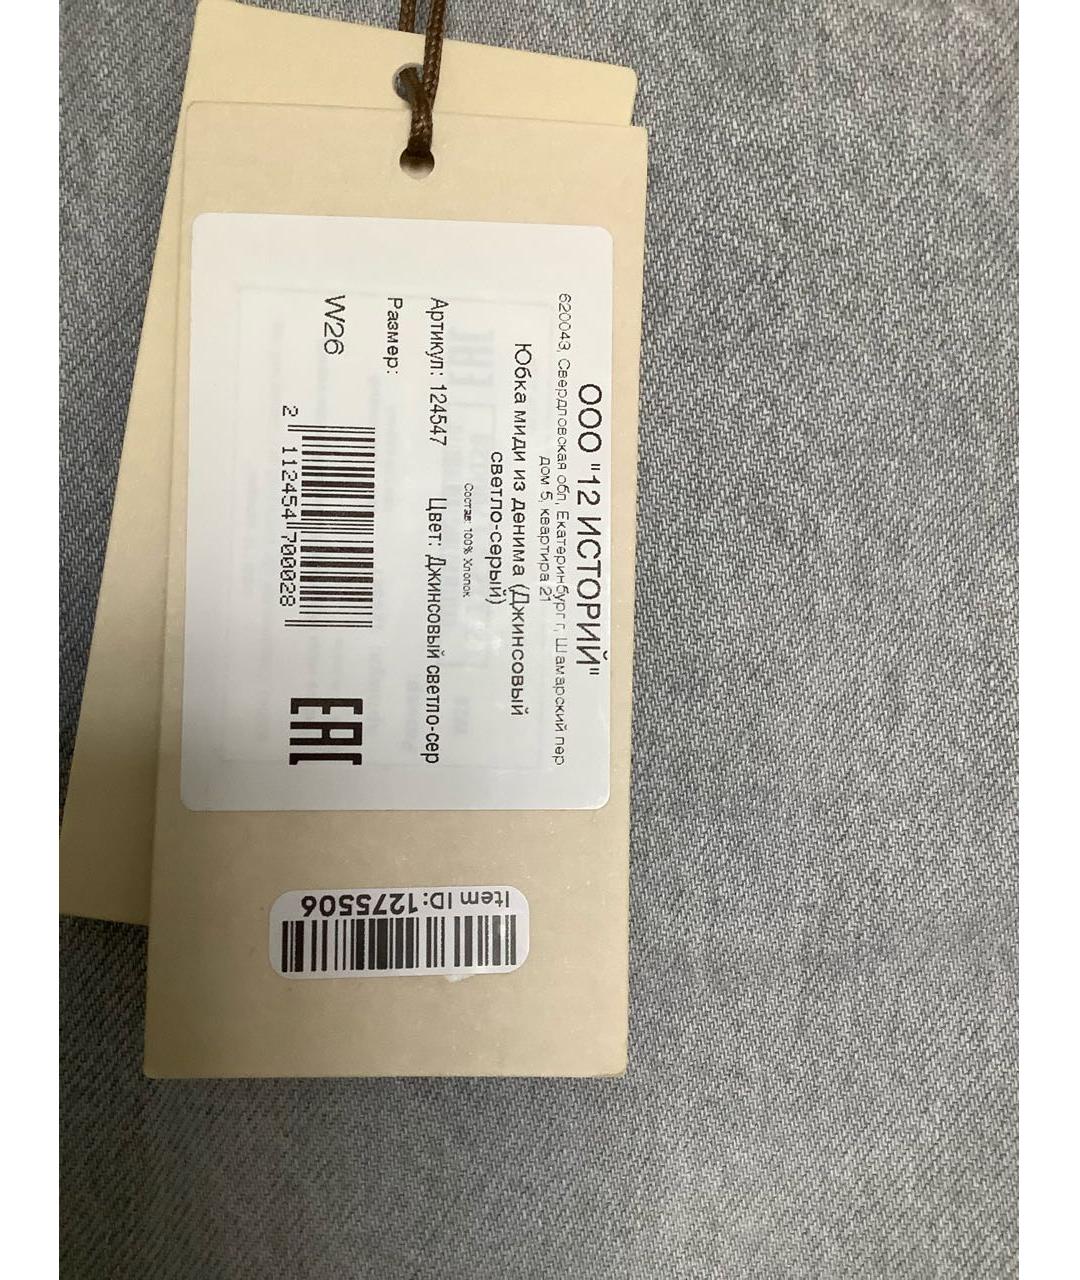 ООО "12 ИСТОРИЙ"
620043, Свердловская обл, Екатеринбург г, Шамарский пер
дом 5, квартира 21
Юбка миди из денима (Джинсовый
светло-серый)
Состав: 100% Хлопок
Артикул: 124547 Цвет: Джинсовый светло-сер
Размер:
W26
2 112454 700028
EAC
Item ID:1275506